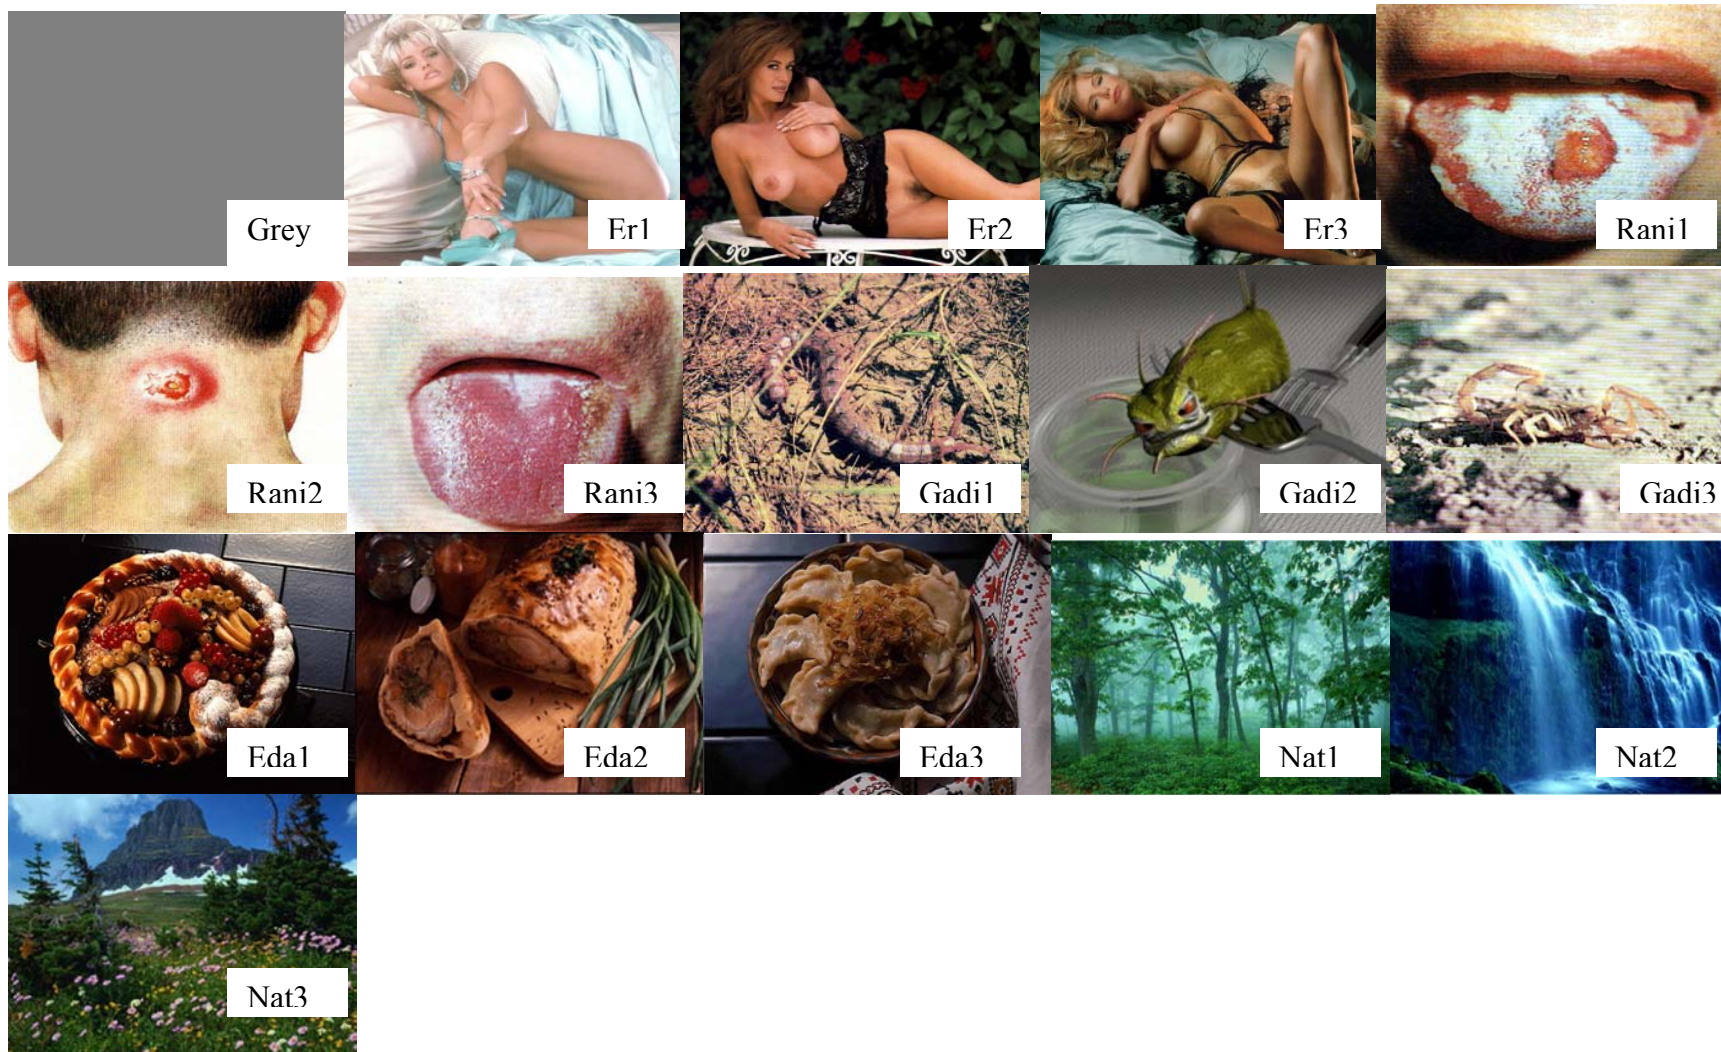 Grey
Er1
Er2
Er3
Rani1
Rani2
Rani3
Gadi1
Gadi2
Gadi3
Eda1
Eda2
Eda3
Nat1
Nat2
Nat3